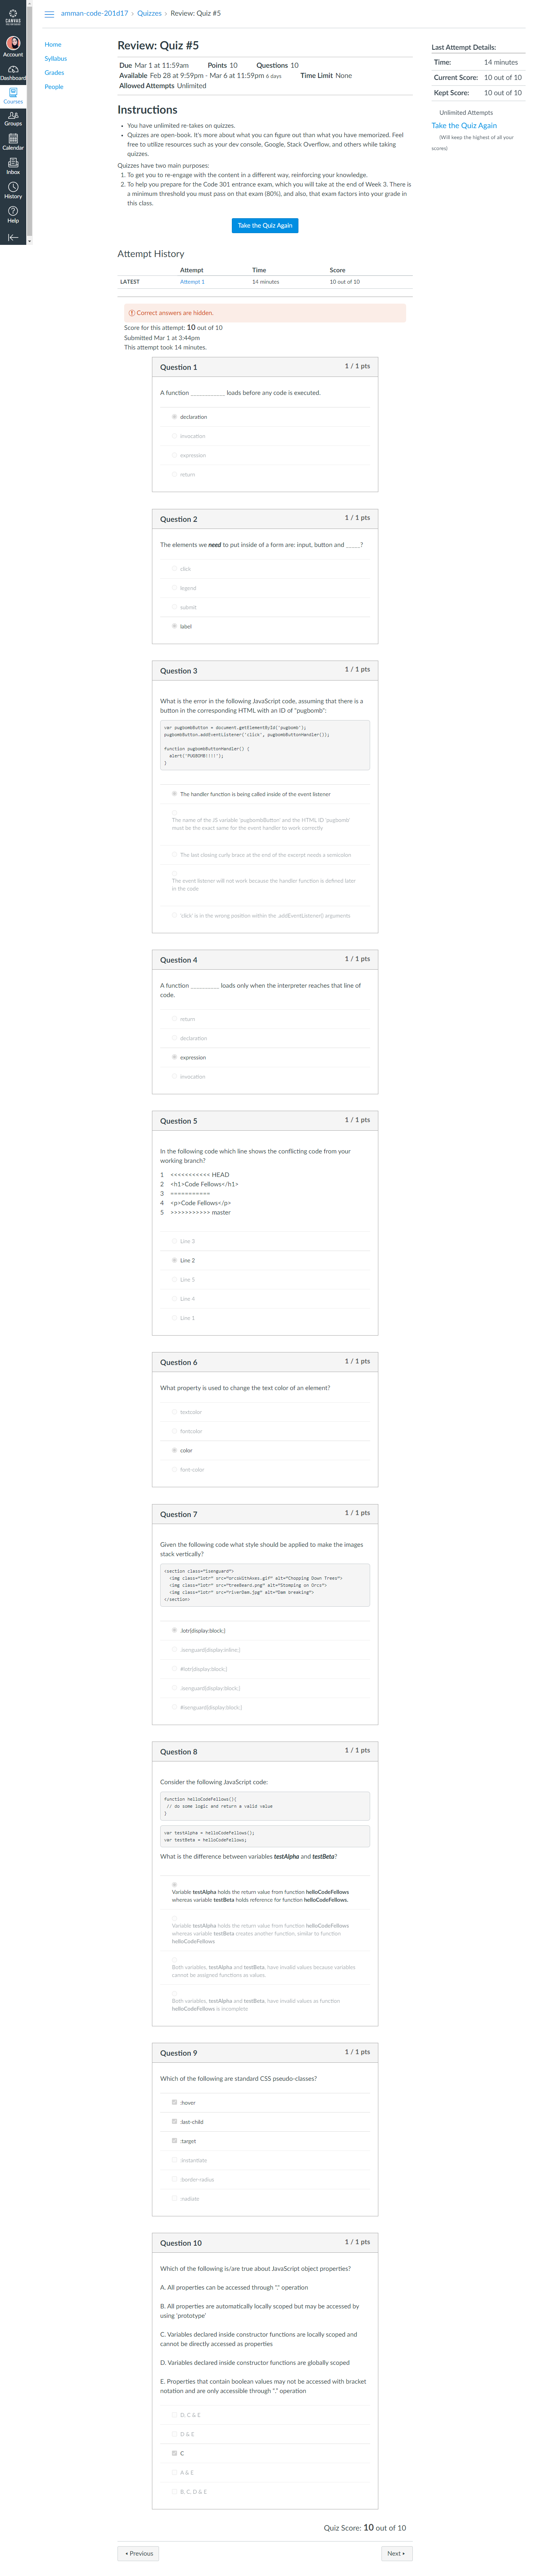 amman-code-201d17 › Quizzes › Review: Quiz #5
CANVAS
Account
Dashboard
Courses
Groups
Calendar
Inbox
History
Help
Home
Syllabus
Grades
People
Review: Quiz #5
Due Mar 1 at 11:59am Points 10 Questions 10
Available Feb 28 at 9:59pm - Mar 6 at 11:59pm 6 days Time Limit None
Allowed Attempts Unlimited
Instructions
• You have unlimited re-takes on quizzes.
• Quizzes are open-book. It's more about what you can figure out than what you have memorized. Feel
free to utilize resources such as your dev console, Google, Stack Overflow, and others while taking
quizzes.
Quizzes have two main purposes:
1. To get you to re-engage with the content in a different way, reinforcing your knowledge.
2. To help you prepare for the Code 301 entrance exam, which you will take at the end of Week 3. There is
a minimum threshold you must pass on that exam (80%), and also, that exam factors into your grade in
this class.
Take the Quiz Again
Last Attempt Details:
Time: 14 minutes
Current Score: 10 out of 10
Kept Score: 10 out of 10
Unlimited Attempts
Take the Quiz Again
(Will keep the highest of all your
scores)
Attempt History
Attempt Time Score
LATEST Attempt 1 14 minutes 10 out of 10
Correct answers are hidden.
Score for this attempt: 10 out of 10
Submitted Mar 1 at 3:44pm
This attempt took 14 minutes.
Question 1 1 / 1 pts
A function ____________ loads before any code is executed.
declaration
invocation
expression
return
Question 2 1 / 1 pts
The elements we need to put inside of a form are: input, button and _____?
click
legend
submit
label
Question 3 1 / 1 pts
What is the error in the following JavaScript code, assuming that there is a
button in the corresponding HTML with an ID of "pugbomb":
var pugbombButton = document.getElementById('pugbomb');
pugbombButton.addEventListener('click', pugbombButtonHandler());
function pugbombButtonHandler() {
alert('PUGBOMB!!!!');
}
The handler function is being called inside of the event listener
The name of the JS variable 'pugbombButton' and the HTML ID 'pugbomb'
must be the exact same for the event handler to work correctly
The last closing curly brace at the end of the excerpt needs a semicolon
The event listener will not work because the handler function is defined later
in the code
'click' is in the wrong position within the .addEventListener() arguments
Question 4 1 / 1 pts
A function __________ loads only when the interpreter reaches that line of
code.
return
declaration
expression
invocation
Question 5 1 / 1 pts
In the following code which line shows the conflicting code from your
working branch?
1 <<<<<<<<<<< HEAD
2 <h1>Code Fellows</h1>
3 ===========
4 <p>Code Fellows</p>
5 >>>>>>>>>>> master
Line 3
Line 2
Line 5
Line 4
Line 1
Question 6 1 / 1 pts
What property is used to change the text color of an element?
textcolor
fontcolor
color
font-color
Question 7 1 / 1 pts
Given the following code what style should be applied to make the images
stack vertically?
<section class="isenguard">
<img class="lotr" src="orcsWithAxes.gif" alt="Chopping Down Trees">
<img class="lotr" src="treeBeard.png" alt="Stomping on Orcs">
<img class="lotr" src="riverDam.jpg" alt="Dam breaking">
</section>
.lotr{display:block;}
.isenguard{display:inline;}
#lotr{display:block;}
.isenguard{display:block;}
#isenguard{display:block;}
Question 8 1 / 1 pts
Consider the following JavaScript code:
function helloCodeFellows(){
// do some logic and return a valid value
}
var testAlpha = helloCodeFellows();
var testBeta = helloCodeFellows;
What is the difference between variables testAlpha and testBeta?
Variable testAlpha holds the return value from function helloCodeFellows
whereas variable testBeta holds reference for function helloCodeFellows.
Variable testAlpha holds the return value from function helloCodeFellows
whereas variable testBeta creates another function, similar to function
helloCodeFellows
Both variables, testAlpha and testBeta, have invalid values because variables
cannot be assigned functions as values.
Both variables, testAlpha and testBeta, have invalid values as function
helloCodeFellows is incomplete
Question 9 1 / 1 pts
Which of the following are standard CSS pseudo-classes?
:hover
:last-child
:target
:instantiate
:border-radius
:radiate
Question 10 1 / 1 pts
Which of the following is/are true about JavaScript object properties?
A. All properties can be accessed through "." operation
B. All properties are automatically locally scoped but may be accessed by
using 'prototype'
C. Variables declared inside constructor functions are locally scoped and
cannot be directly accessed as properties
D. Variables declared inside constructor functions are globally scoped
E. Properties that contain boolean values may not be accessed with bracket
notation and are only accessible through "." operation
D, C & E
D & E
C
A & E
B, C, D & E
Quiz Score: 10 out of 10
◂ Previous
Next ▸